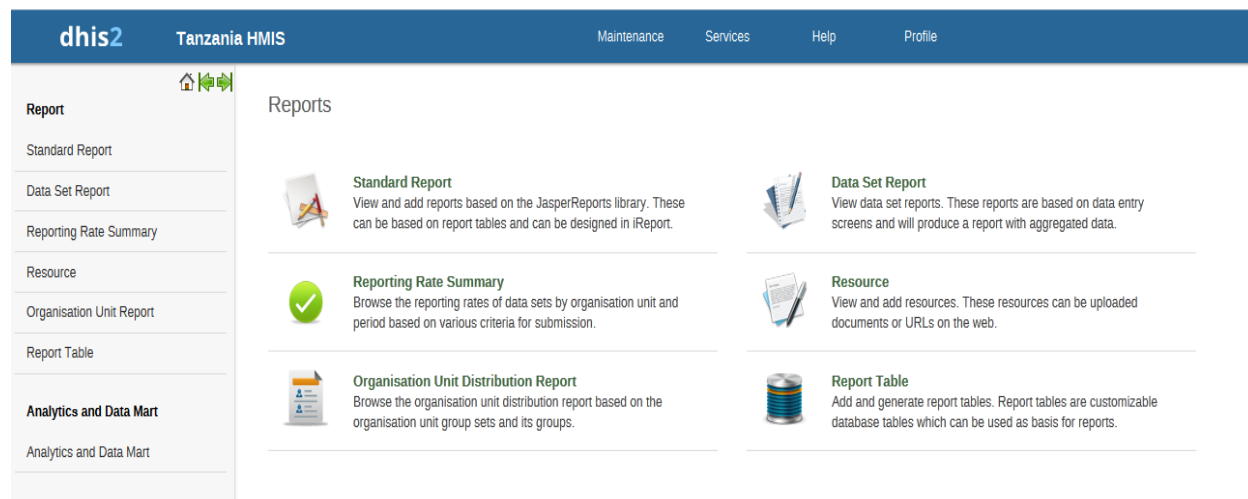 dhis2
Tanzania HMIS
Maintenance
Services
Help
Profile
Report
Standard Report
Data Set Report
Reporting Rate Summary
Resource
Organisation Unit Report
Report Table
Analytics and Data Mart
Analytics and Data Mart
Reports
Standard Report
View and add reports based on the JasperReports library. These
can be based on report tables and can be designed in iReport.
Data Set Report
View data set reports. These reports are based on data entry
screens and will produce a report with aggregated data.
Reporting Rate Summary
Browse the reporting rates of data sets by organisation unit and
period based on various criteria for submission.
Resource
View and add resources. These resources can be uploaded
documents or URLs on the web.
Organisation Unit Distribution Report
Browse the organisation unit distribution report based on the
organisation unit group sets and its groups.
Report Table
Add and generate report tables. Report tables are customizable
database tables which can be used as basis for reports.